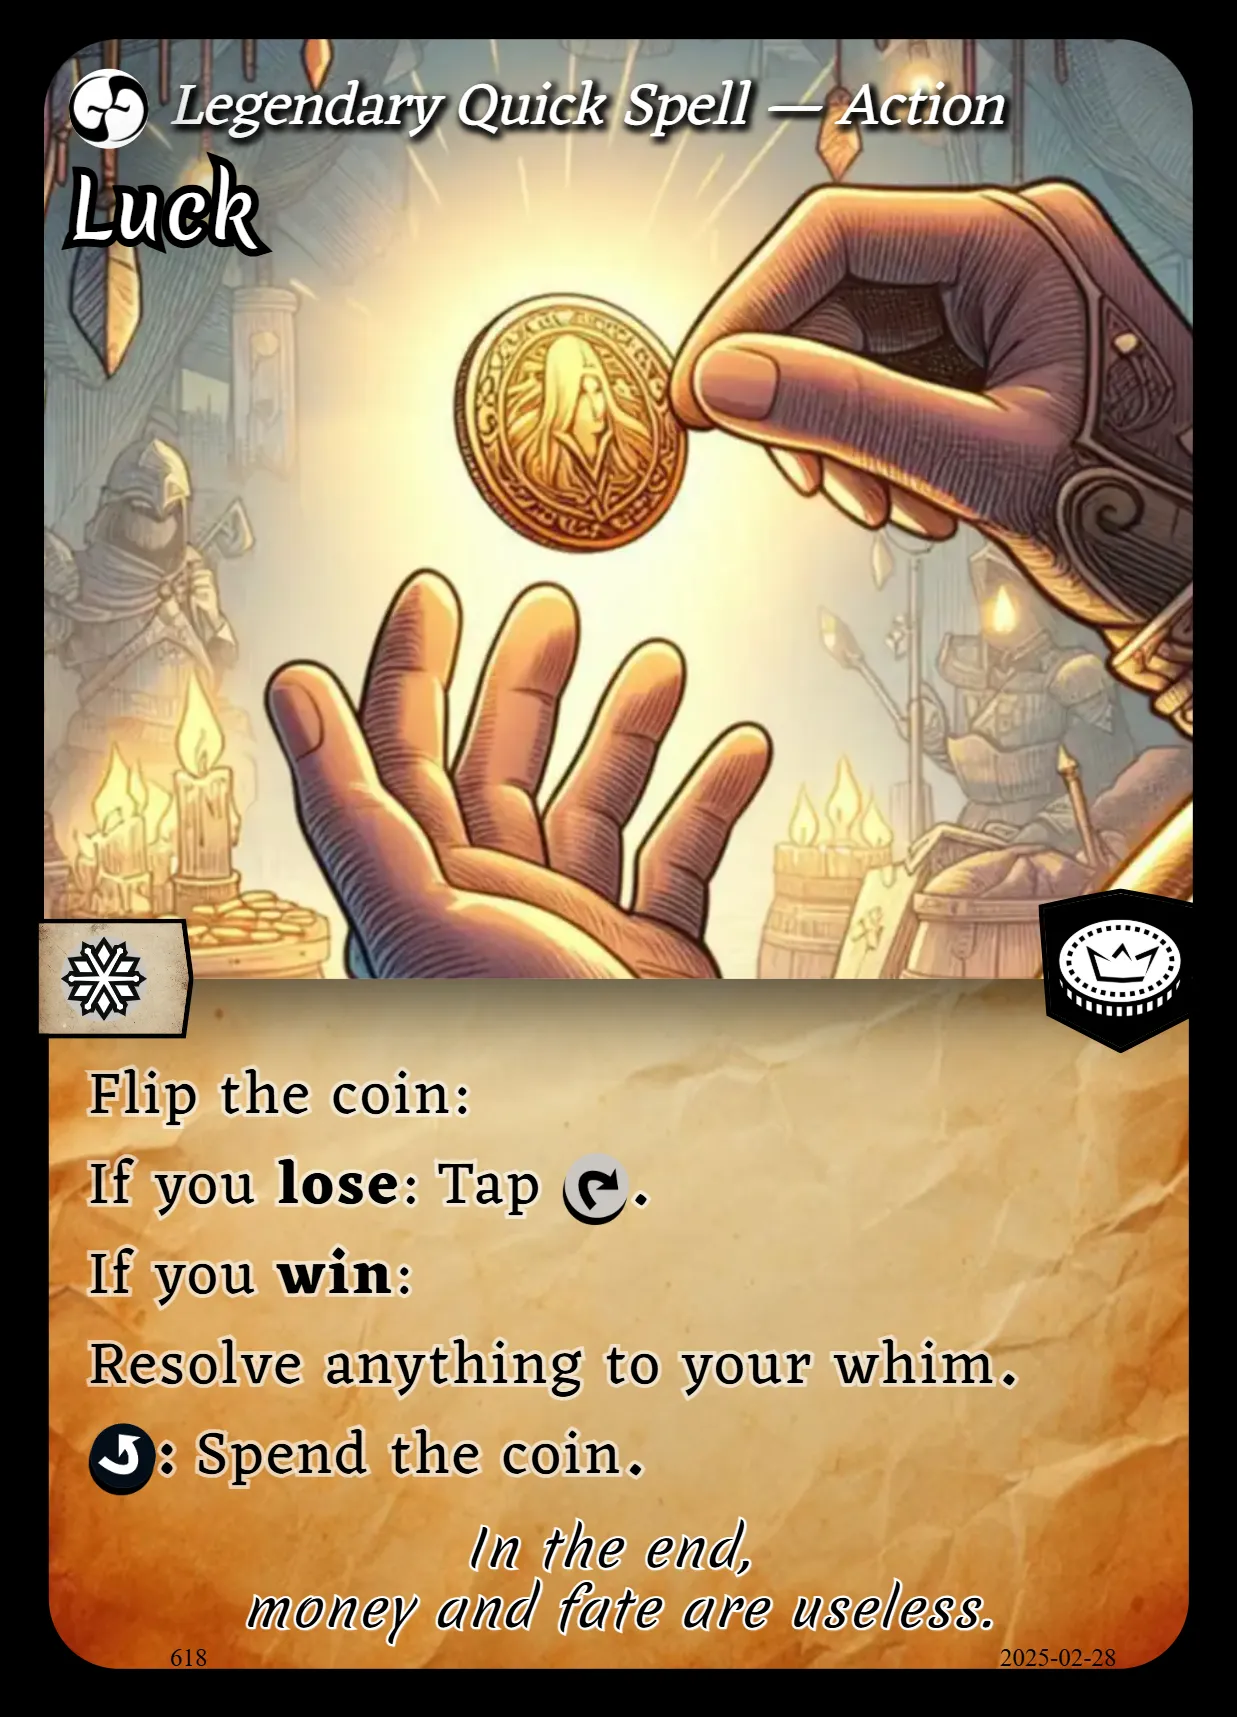 Legendary Quick Spell — Action
Luck
Flip the coin:
If you lose: Tap .
If you win:
Resolve anything to your whim.
: Spend the coin.
In the end,
money and fate are useless.
618
2025-02-28